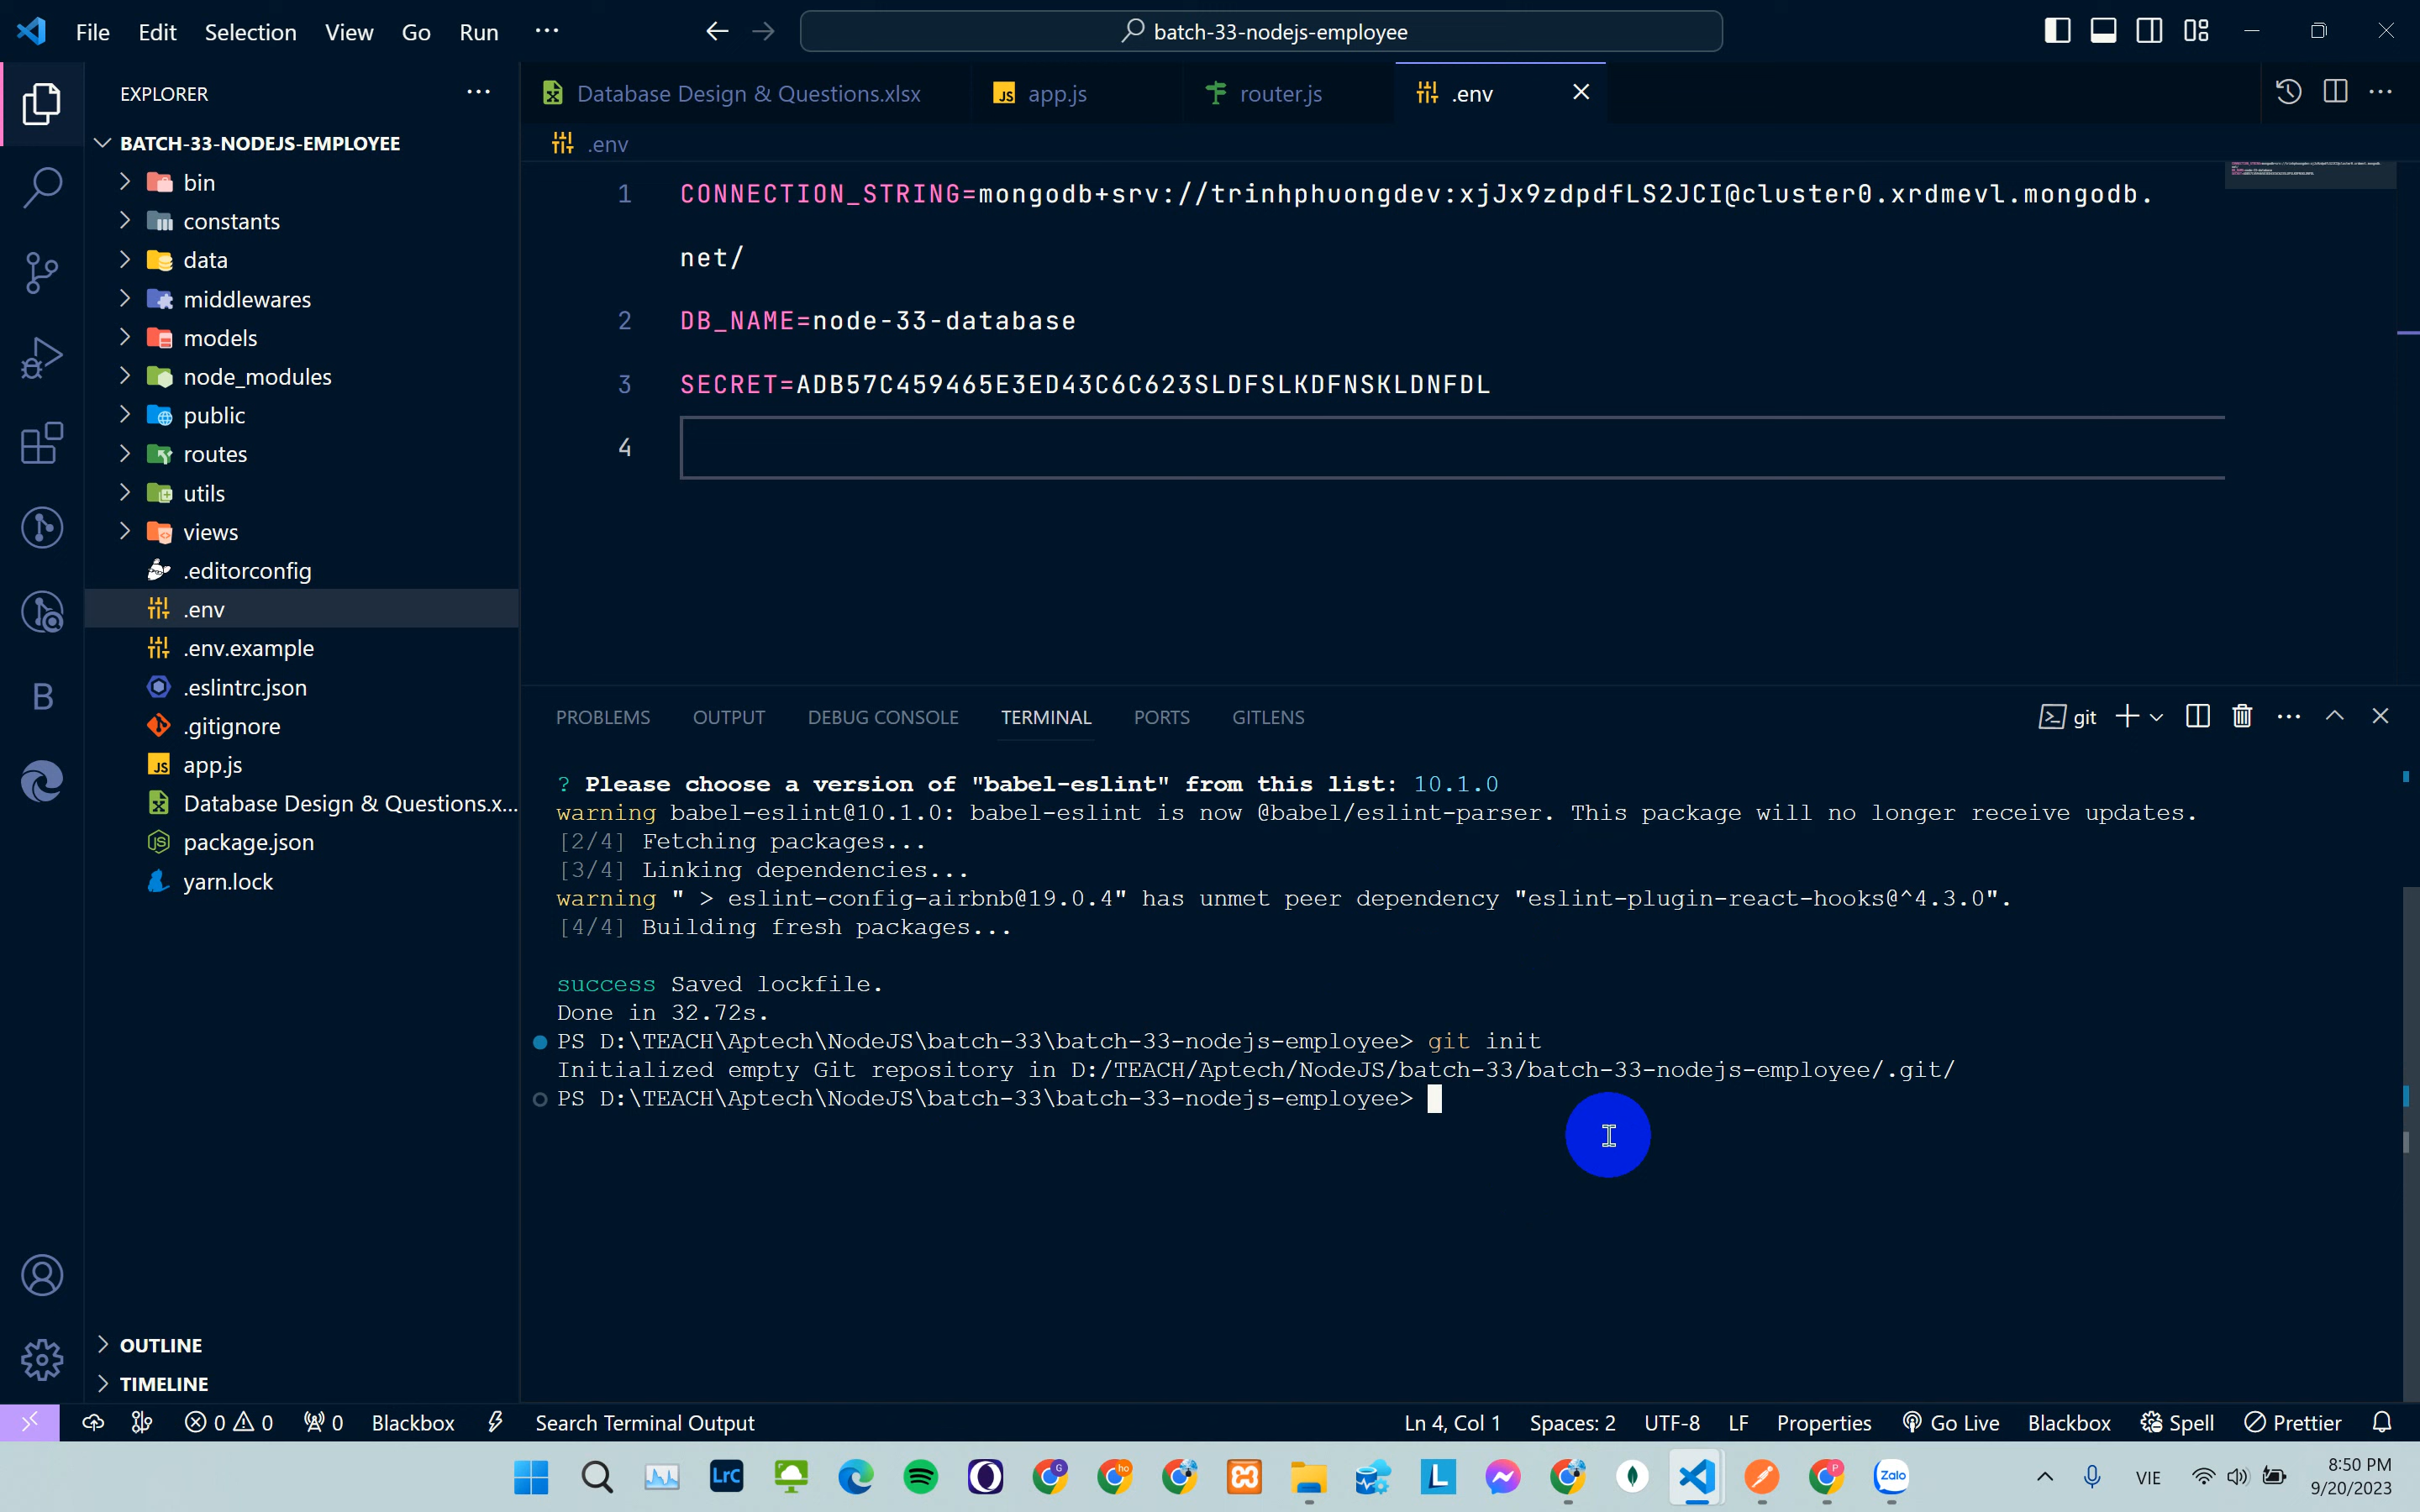 File Edit Selection View Go Run ···
batch-33-nodejs-employee
EXPLORER
BATCH-33-NODEJS-EMPLOYEE
bin
constants
data
middlewares
models
node_modules
public
routes
utils
views
.editorconfig
.env
.env.example
.eslintrc.json
.gitignore
app.js
Database Design & Questions.x...
package.json
yarn.lock
OUTLINE
TIMELINE
Database Design & Questions.xlsx
app.js
router.js
.env
.env
1 CONNECTION_STRING=mongodb+srv://trinhphuongdev:xjJx9zdpdfLS2JCI@cluster0.xrdmevl.mongodb.
net/
2 DB_NAME=node-33-database
3 SECRET=ADB57C459465E3ED43C6C623SLDFSLKDFNSKLDNFDL
4
PROBLEMS OUTPUT DEBUG CONSOLE TERMINAL PORTS GITLENS
git
? Please choose a version of "babel-eslint" from this list: 10.1.0
warning babel-eslint@10.1.0: babel-eslint is now @babel/eslint-parser. This package will no longer receive updates.
[2/4] Fetching packages...
[3/4] Linking dependencies...
warning " > eslint-config-airbnb@19.0.4" has unmet peer dependency "eslint-plugin-react-hooks@^4.3.0".
[4/4] Building fresh packages...
success Saved lockfile.
Done in 32.72s.
PS D:\TEACH\Aptech\NodeJS\batch-33\batch-33-nodejs-employee> git init
Initialized empty Git repository in D:/TEACH/Aptech/NodeJS/batch-33/batch-33-nodejs-employee/.git/
PS D:\TEACH\Aptech\NodeJS\batch-33\batch-33-nodejs-employee>
0 0 0 Blackbox Search Terminal Output Ln 4, Col 1 Spaces: 2 UTF-8 LF Properties Go Live Blackbox Spell Prettier
LrC
L
Zalo
VIE
8:50 PM
9/20/2023